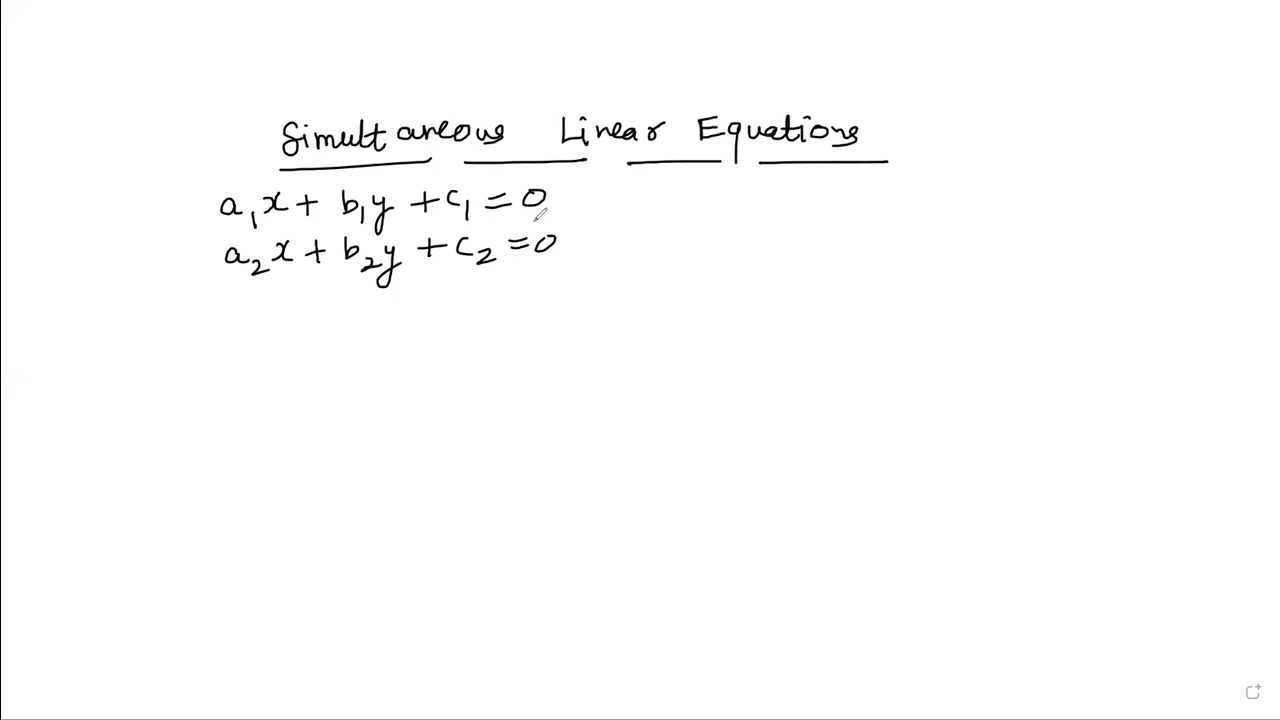 Simultaneous Linear Equations
a₁x + b₁y + c₁ = 0
a₂x + b₂y + c₂ = 0